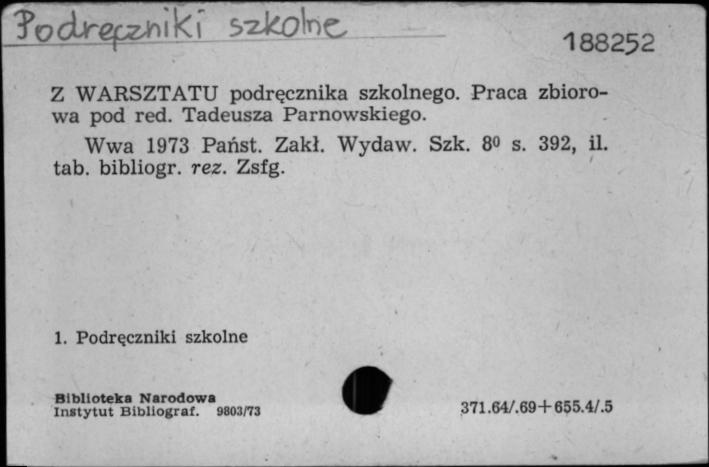 Podręczniki szkolne
188252
Z WARSZTATU podręcznika szkolnego. Praca zbioro-
wa pod red. Tadeusza Parnowskiego.
Wwa 1973 Państ. Zakł. Wydaw. Szk. 8⁰ s. 392, il.
tab. bibliogr. rez. Zsfg.
1. Podręczniki szkolne
Biblioteka Narodowa
Instytut Bibliograf. 9803/73
371.64/.69+655.4/.5